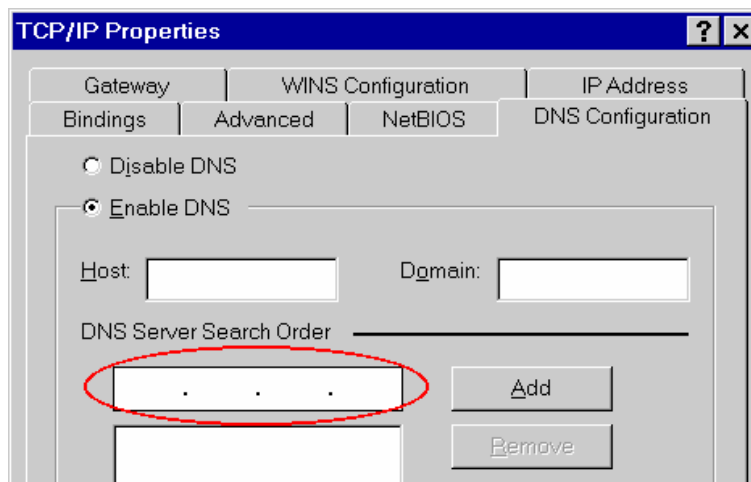 TCP/IP Properties
Gateway WINS Configuration IP Address
Bindings Advanced NetBIOS DNS Configuration
Disable DNS
Enable DNS
Host: Domain:
DNS Server Search Order
. . . Add
Remove